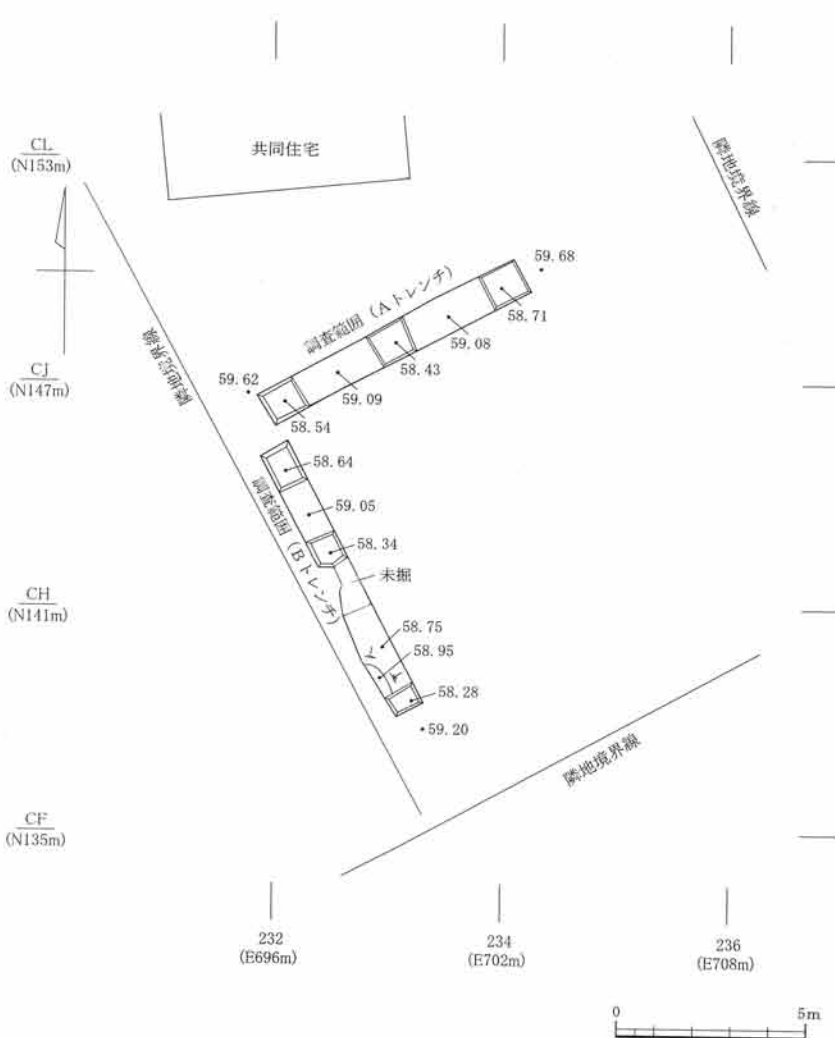 共同住宅
CL
(N153m)
隣地境界線
調査範囲 (Aトレンチ)
59.68
58.71
59.08
58.43
隣地境界線
CJ
(N147m)
59.62
59.09
58.54
58.64
調査範囲 (Bトレンチ)
59.05
58.34
未掘
CH
(N141m)
58.75
58.95
58.28
59.20
隣地境界線
CF
(N135m)
232
(E696m)
234
(E702m)
236
(E708m)
0
5m